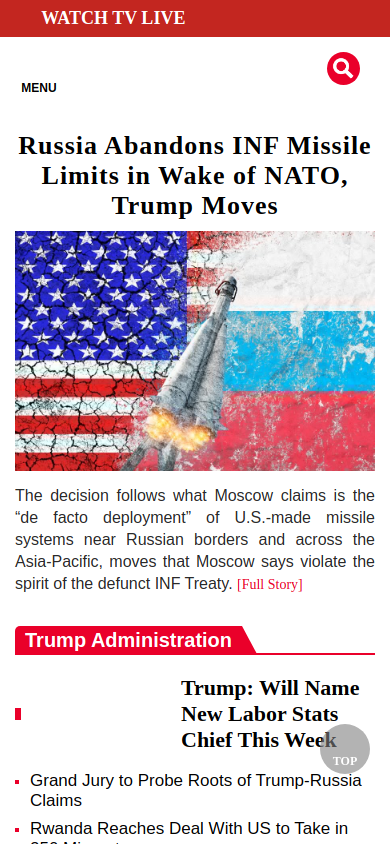 WATCH TV LIVE
MENU
Russia Abandons INF Missile
Limits in Wake of NATO,
Trump Moves
The decision follows what Moscow claims is the
“de facto deployment” of U.S.-made missile
systems near Russian borders and across the
Asia-Pacific, moves that Moscow says violate the
spirit of the defunct INF Treaty. [Full Story]
Trump Administration
Trump: Will Name
New Labor Stats
Chief This Week
TOP
Grand Jury to Probe Roots of Trump-Russia
Claims
Rwanda Reaches Deal With US to Take in